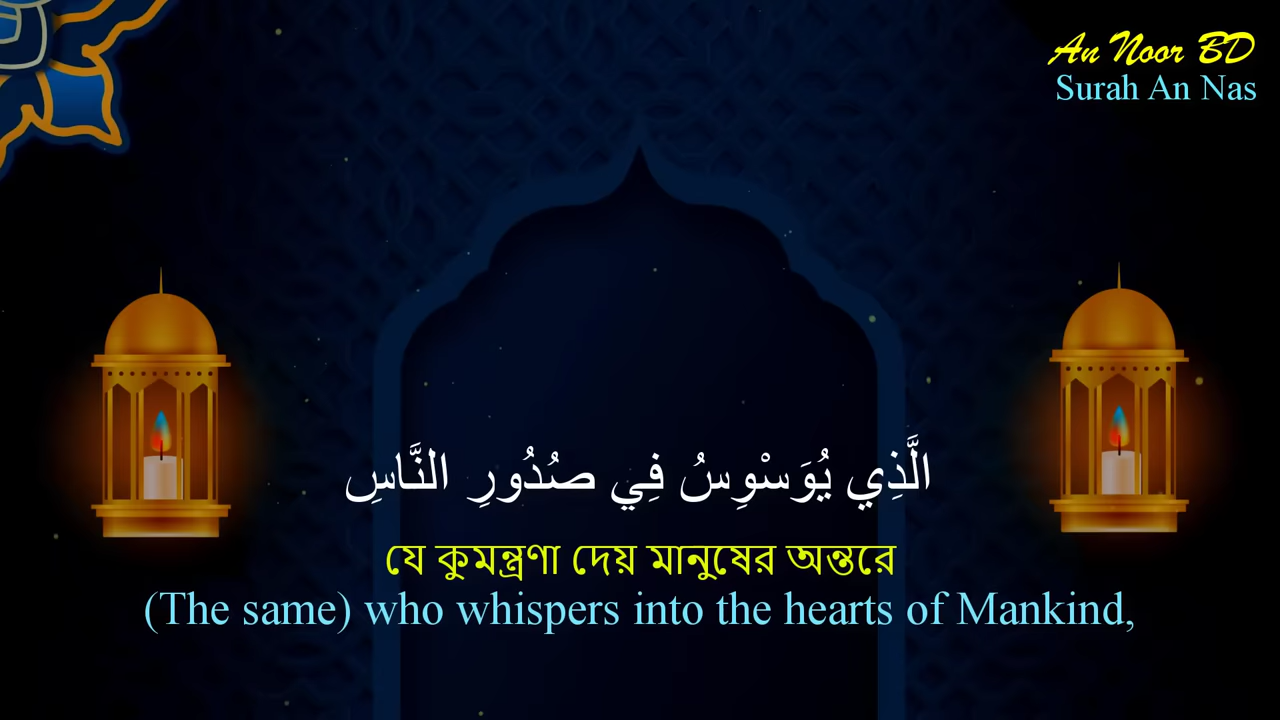 An Noor BD
Surah An Nas
الَّذِي يُوَسْوِسُ فِي صُدُورِ النَّاسِ
যে কুমন্ত্রণা দেয় মানুষের অন্তরে
(The same) who whispers into the hearts of Mankind,